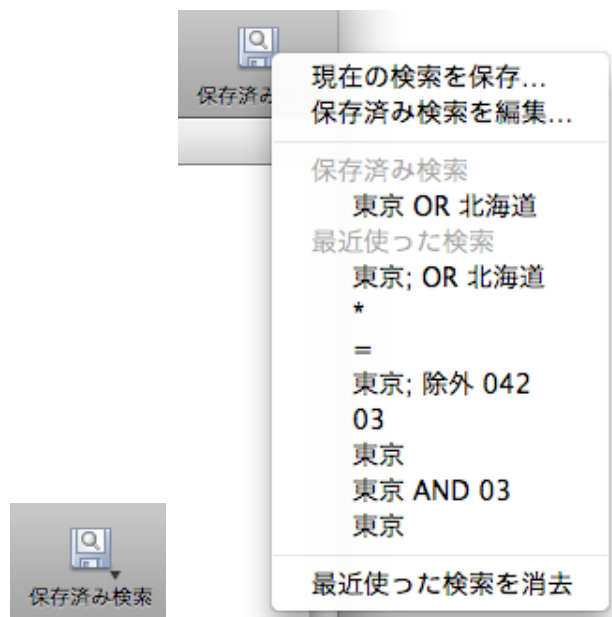 保存済み
現在の検索を保存...
保存済み検索を編集...
保存済み検索
東京 OR 北海道
最近使った検索
東京; OR 北海道
*
=
東京; 除外 042
03
東京
東京 AND 03
東京
最近使った検索を消去
保存済み検索